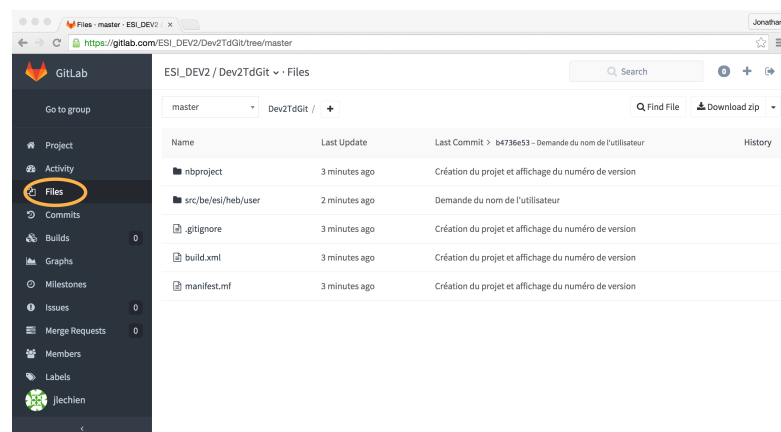 Files · master · ESI_DEV2 /
Jonathan
https://gitlab.com/ESI_DEV2/Dev2TdGit/tree/master
GitLab
ESI_DEV2 / Dev2TdGit · Files
Search
0
Go to group
master
Dev2TdGit /
Find File
Download zip
Project
Activity
Files
Commits
Builds 0
Graphs
Milestones
Issues 0
Merge Requests 0
Members
Labels
jlechien
Name Last Update Last Commit > b4736e53 – Demande du nom de l'utilisateur History
nbproject 3 minutes ago Création du projet et affichage du numéro de version
src/be/esi/heb/user 2 minutes ago Demande du nom de l'utilisateur
.gitignore 3 minutes ago Création du projet et affichage du numéro de version
build.xml 3 minutes ago Création du projet et affichage du numéro de version
manifest.mf 3 minutes ago Création du projet et affichage du numéro de version